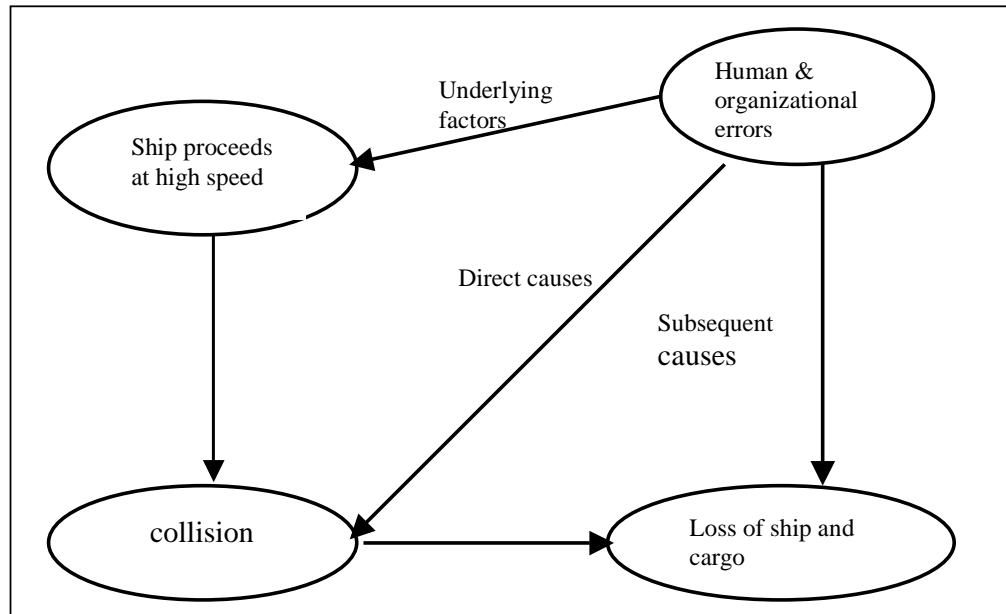 Human &
organizational
errors
Underlying
factors
Ship proceeds
at high speed
Direct causes
Subsequent
causes
collision
Loss of ship and
cargo